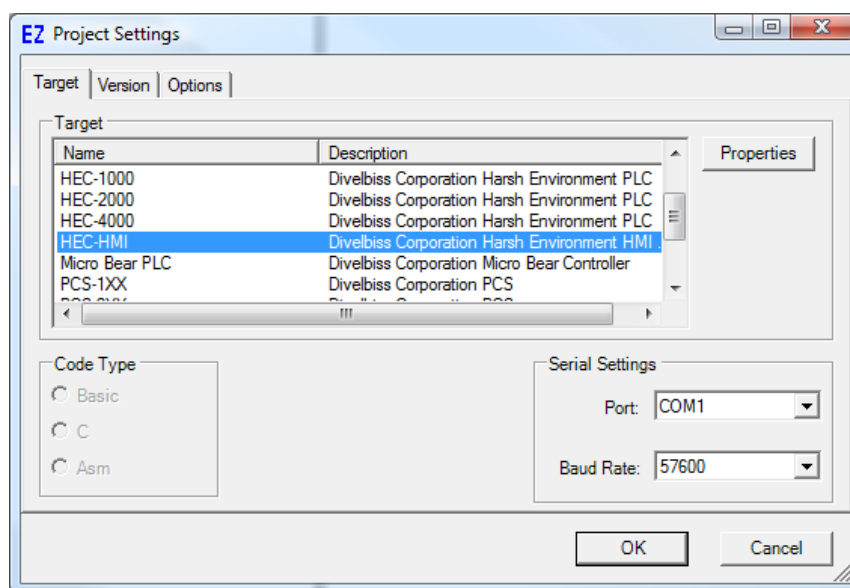 EZ Project Settings
Target Version Options
Target
Name Description
HEC-1000 Divelbiss Corporation Harsh Environment PLC
HEC-2000 Divelbiss Corporation Harsh Environment PLC
HEC-4000 Divelbiss Corporation Harsh Environment PLC
HEC-HMI Divelbiss Corporation Harsh Environment HMI .
Micro Bear PLC Divelbiss Corporation Micro Bear Controller
PCS-1XX Divelbiss Corporation PCS
Properties
Code Type
Basic
C
Asm
Serial Settings
Port: COM1
Baud Rate: 57600
OK Cancel